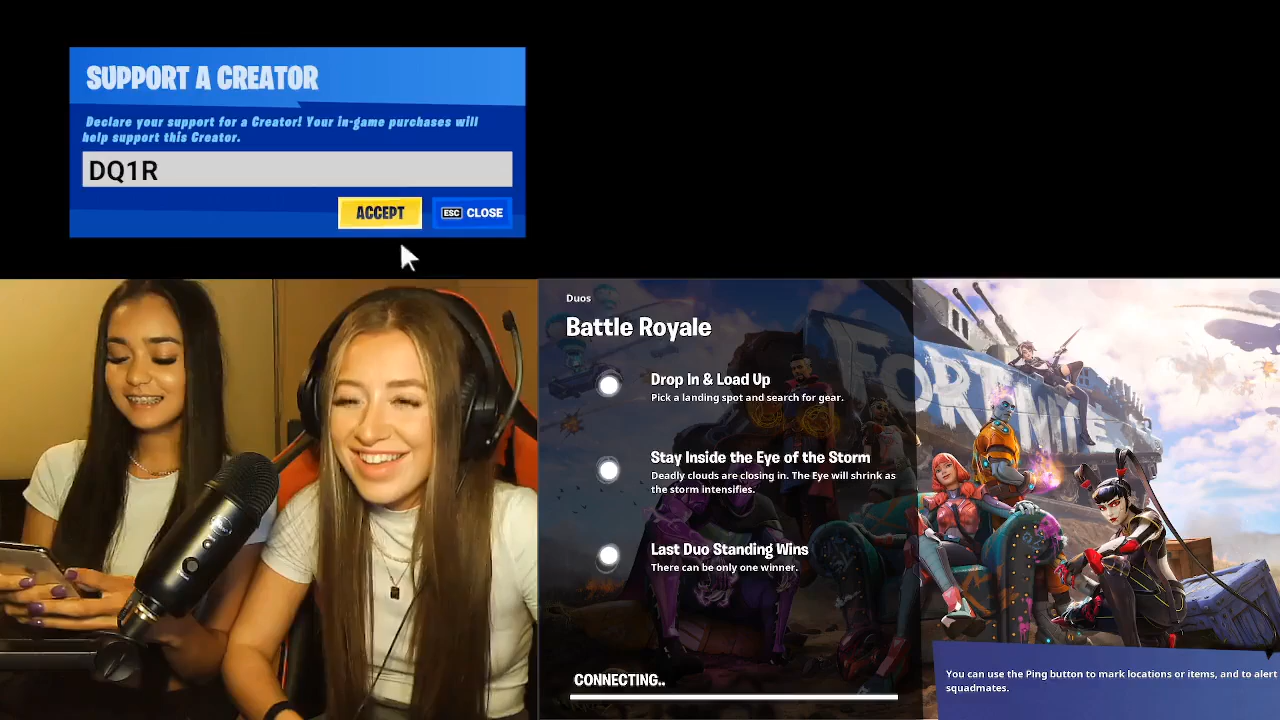 SUPPORT A CREATOR
Declare your support for a Creator! Your in-game purchases will
help support this Creator.
DQ1R
ACCEPT
ESC CLOSE
Duos
Battle Royale
Drop In & Load Up
Pick a landing spot and search for gear.
Stay Inside the Eye of the Storm
Deadly clouds are closing in. The Eye will shrink as
the storm intensifies.
Last Duo Standing Wins
There can be only one winner.
CONNECTING..
FORTNITE
You can use the Ping button to mark locations or items, and to alert
squadmates.